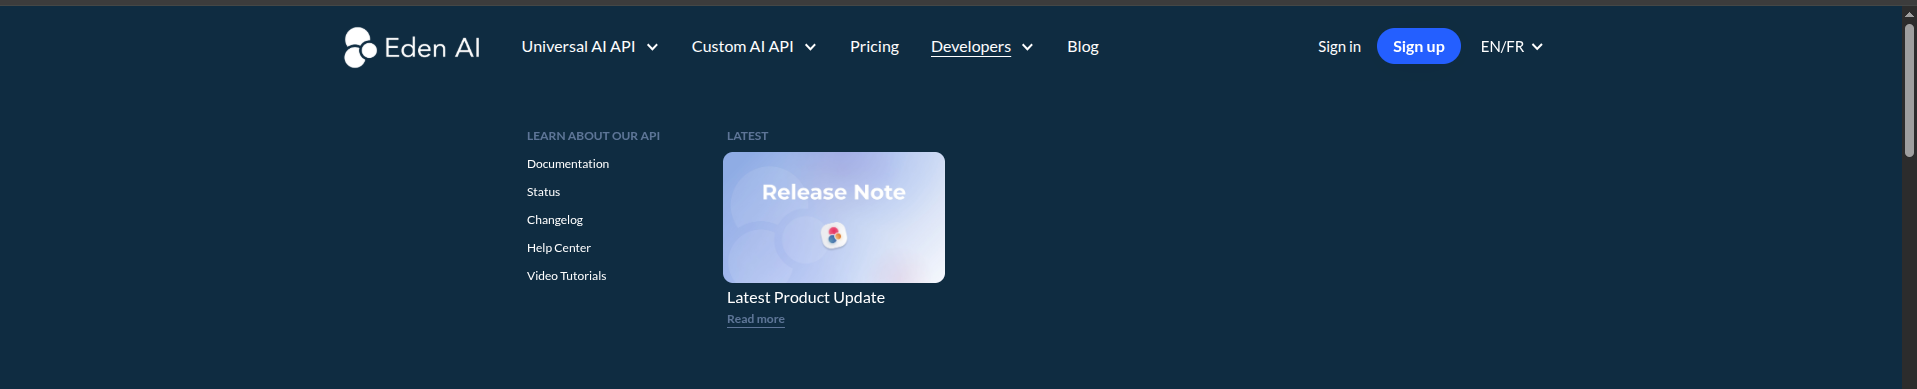 Eden AI
Universal AI API
Custom AI API
Pricing
Developers
Blog
Sign in
Sign up
EN/FR
LEARN ABOUT OUR API
Documentation
Status
Changelog
Help Center
Video Tutorials
LATEST
Release Note
Latest Product Update
Read more